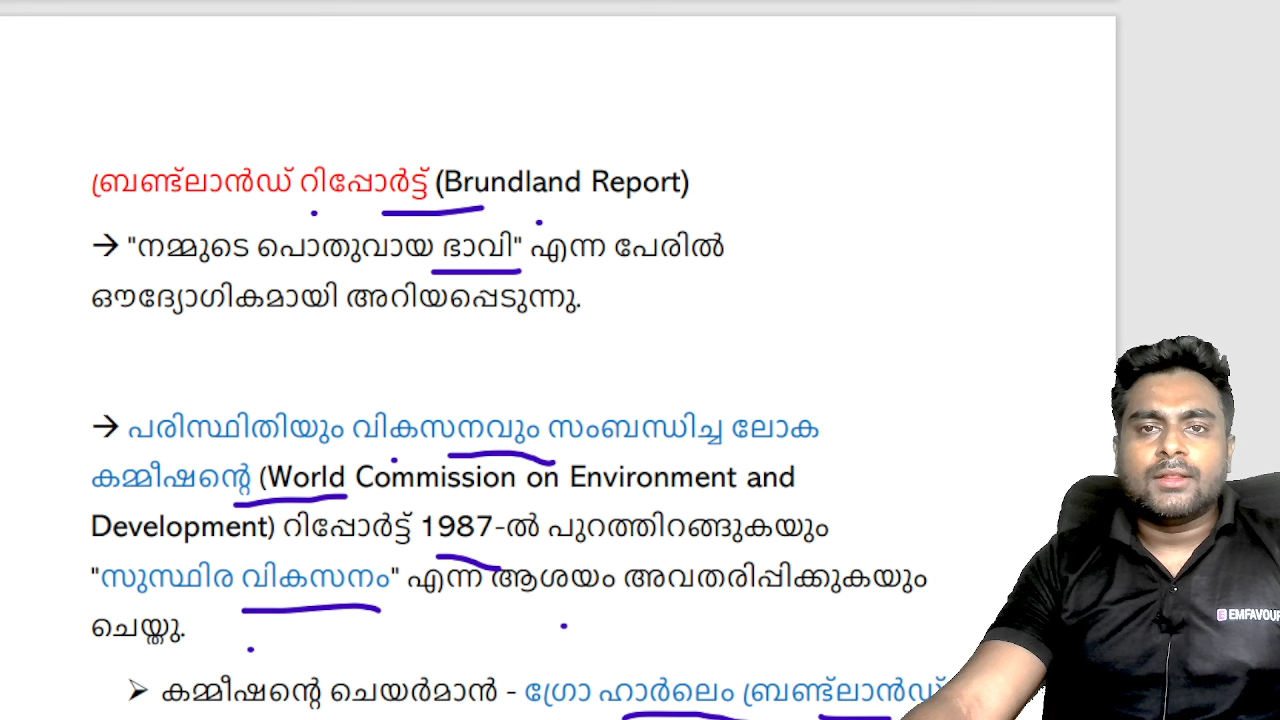 ബ്രണ്ട്ലാൻഡ് റിപ്പോർട്ട് (Brundland Report)
→ "നമ്മുടെ പൊതുവായ ഭാവി" എന്ന പേരിൽ
ഔദ്യോഗികമായി അറിയപ്പെടുന്നു.
→ പരിസ്ഥിതിയും വികസനവും സംബന്ധിച്ച ലോക
കമ്മീഷന്റെ (World Commission on Environment and
Development) റിപ്പോർട്ട് 1987-ൽ പുറത്തിറങ്ങുകയും
"സുസ്ഥിര വികസനം" എന്ന ആശയം അവതരിപ്പിക്കുകയും
ചെയ്തു.
➤ കമ്മീഷന്റെ ചെയർമാൻ - ഗ്രോ ഹാർലെം ബ്രണ്ട്ലാൻഡ്
EMFAVOUR